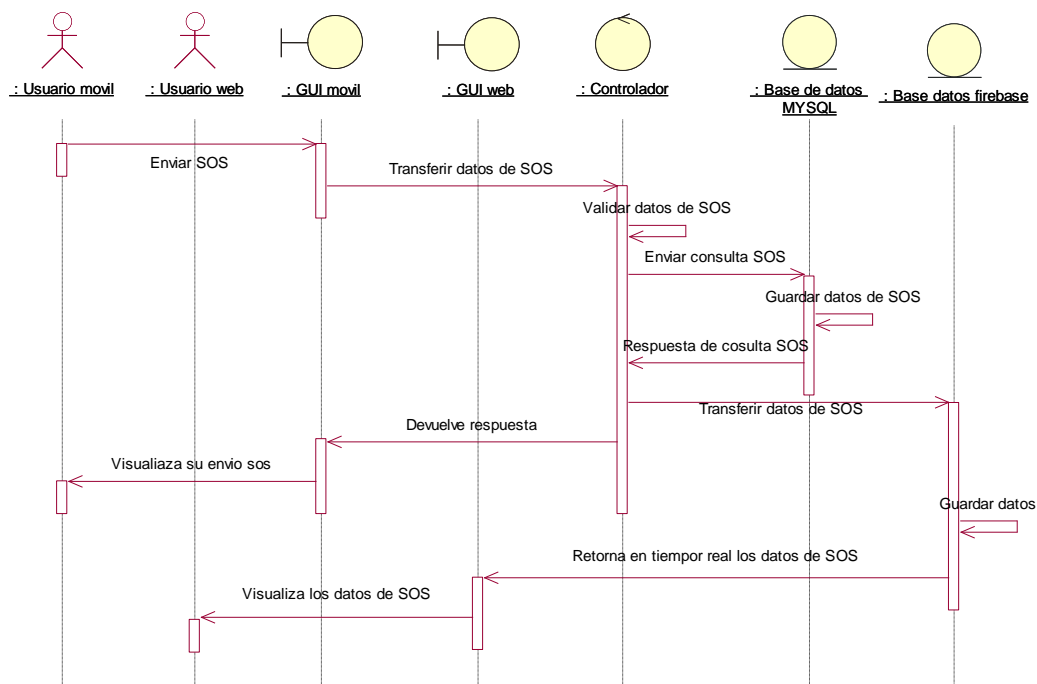 : Usuario movil
: Usuario web
: GUI movil
: GUI web
: Controlador
: Base de datos
MYSQL
: Base datos firebase
Enviar SOS
Transferir datos de SOS
Validar datos de SOS
Enviar consulta SOS
Guardar datos de SOS
Respuesta de cosulta SOS
Transferir datos de SOS
Devuelve respuesta
Visualiaza su envio sos
Guardar datos
Retorna en tiempor real los datos de SOS
Visualiza los datos de SOS